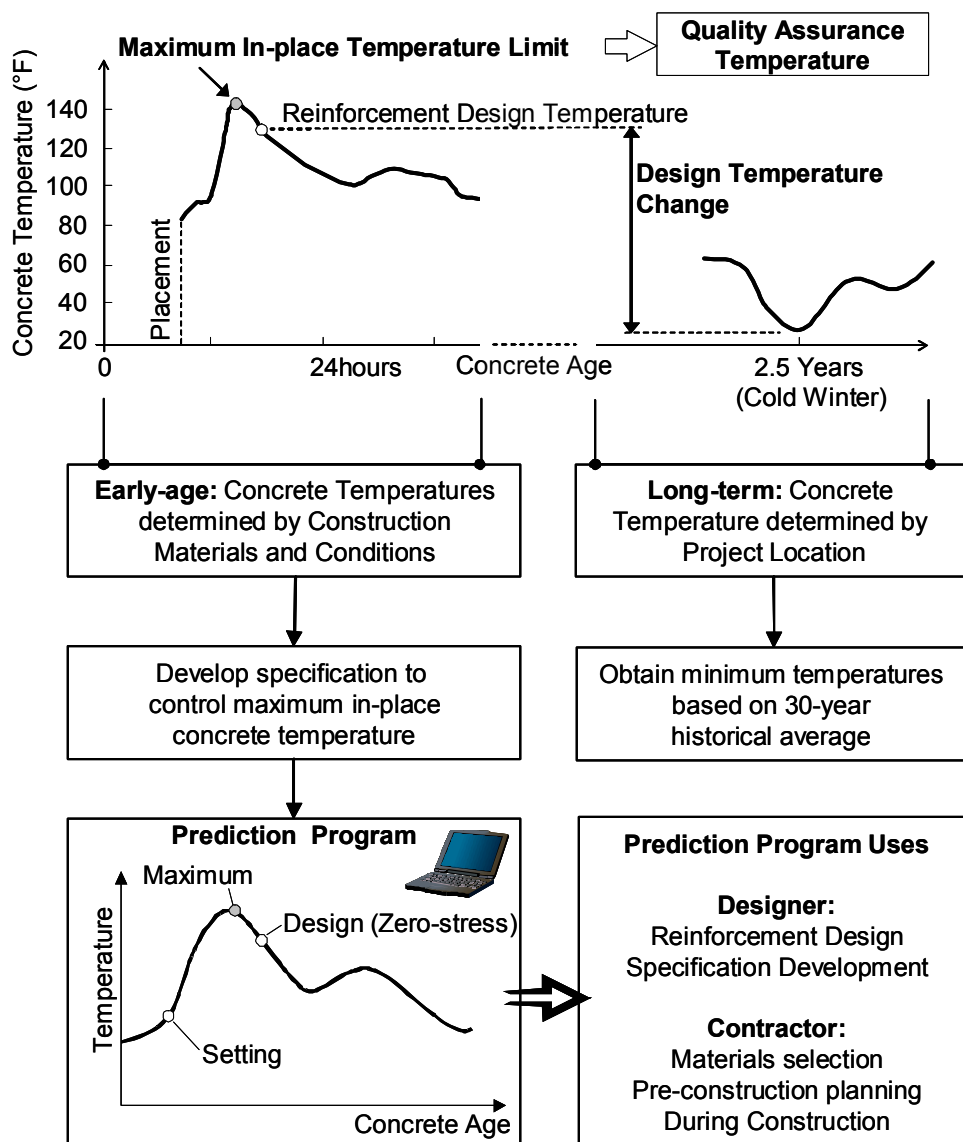 Maximum In-place Temperature Limit
Quality Assurance
Temperature
Concrete Temperature (°F)
140
120
100
80
60
40
20
Reinforcement Design Temperature
Design Temperature
Change
Placement
0
24hours
Concrete Age
2.5 Years
(Cold Winter)
Early-age: Concrete Temperatures
determined by Construction
Materials and Conditions
Long-term: Concrete
Temperature determined by
Project Location
Develop specification to
control maximum in-place
concrete temperature
Obtain minimum temperatures
based on 30-year
historical average
Prediction Program
Maximum
Design (Zero-stress)
Temperature
Setting
Concrete Age
Prediction Program Uses
Designer:
Reinforcement Design
Specification Development
Contractor:
Materials selection
Pre-construction planning
During Construction